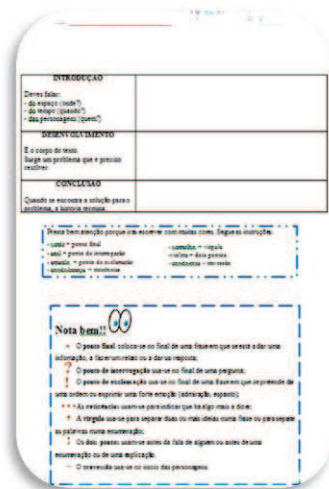 INTRODUÇÃO
Deves falar:
- do espaço (onde?)
- do tempo (quando?)
- das personagens (quem?)
DESENVOLVIMENTO
É o corpo do texto.
Surge um problema que é preciso
resolver.
CONCLUSÃO
Quando se encontra a solução para o
problema, a história termina.
Presta bem atenção porque irás escrever com muitas cores. Segue as instruções:
= ponto final
= vírgula
= ponto de interrogação
= dois pontos
= ponto de exclamação
= travessão
= reticências
Nota bem!!
O ponto final coloca-se no final de uma frase em que se está a dar uma
informação, a fazer um relato ou a dar uma resposta;
? O ponto de interrogação usa-se no final de uma pergunta;
! O ponto de exclamação usa-se no final de uma frase em que se pretende dar
uma ordem ou exprimir uma forte emoção (admiração, espanto);
... As reticências usam-se para indicar que há algo mais a dizer;
A vírgula usa-se para separar duas ou mais ideias numa frase ou para separar
as palavras numa enumeração;
: Os dois pontos usam-se antes da fala de alguém ou antes de uma
enumeração ou de uma explicação.
– O travessão usa-se no início das personagens.